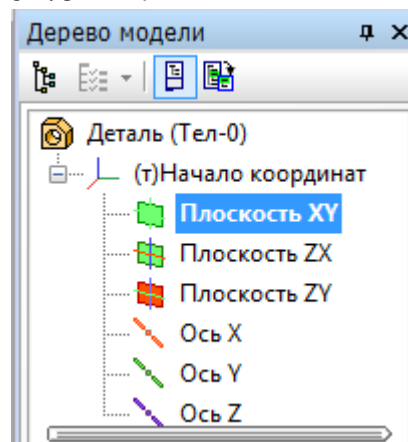 Дерево модели
Деталь (Тел-0)
(т)Начало координат
Плоскость XY
Плоскость ZX
Плоскость ZY
Ось X
Ось Y
Ось Z